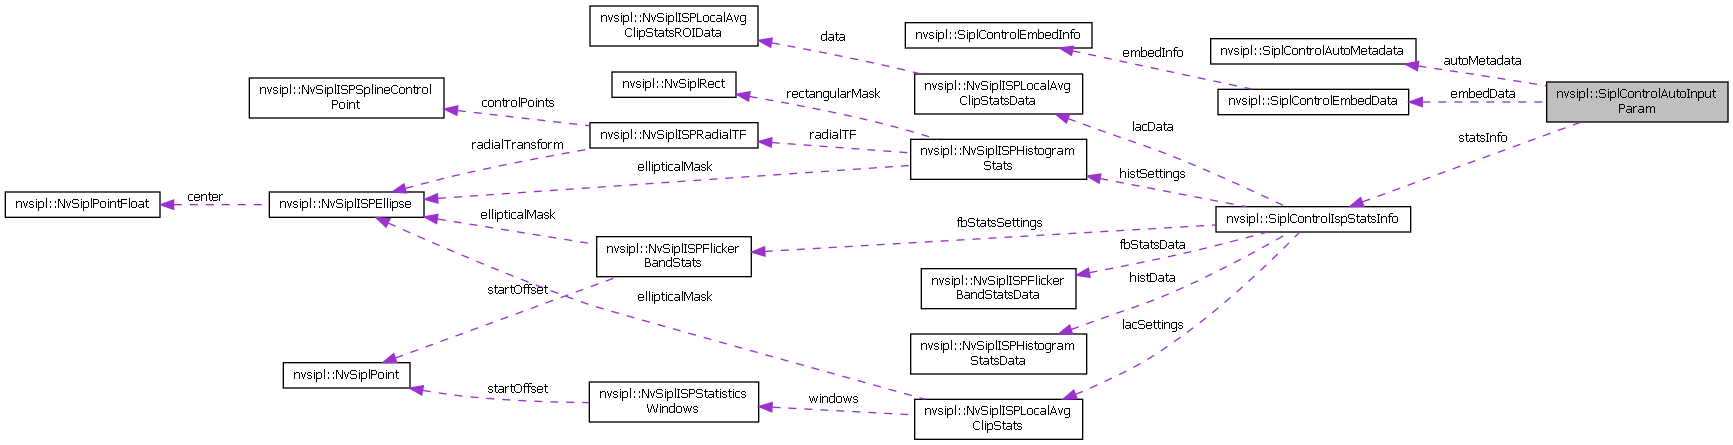 nvsipl::NvSiplISPLocalAvg
ClipStatsROIData
data
nvsipl::SiplControlEmbedInfo
embedInfo
nvsipl::SiplControlAutoMetadata
autoMetadata
nvsipl::NvSiplISPSplineControl
Point
controlPoints
nvsipl::NvSiplRect
rectangularMask
nvsipl::NvSiplISPLocalAvg
ClipStatsData
nvsipl::SiplControlEmbedData
embedData
nvsipl::SiplControlAutoInput
Param
lacData
statsInfo
nvsipl::NvSiplISPRadialTF
radialTF
radialTransform
ellipticalMask
nvsipl::NvSiplISPHistogram
Stats
histSettings
nvsipl::NvSiplPointFloat
center
nvsipl::NvSiplISPEllipse
ellipticalMask
fbStatsSettings
nvsipl::SiplControlIspStatsInfo
nvsipl::NvSiplISPFlicker
BandStats
fbStatsData
startOffset
ellipticalMask
nvsipl::NvSiplISPFlicker
BandStatsData
histData
lacSettings
nvsipl::NvSiplISPHistogram
StatsData
nvsipl::NvSiplPoint
startOffset
nvsipl::NvSiplISPStatistics
Windows
windows
nvsipl::NvSiplISPLocalAvg
ClipStats